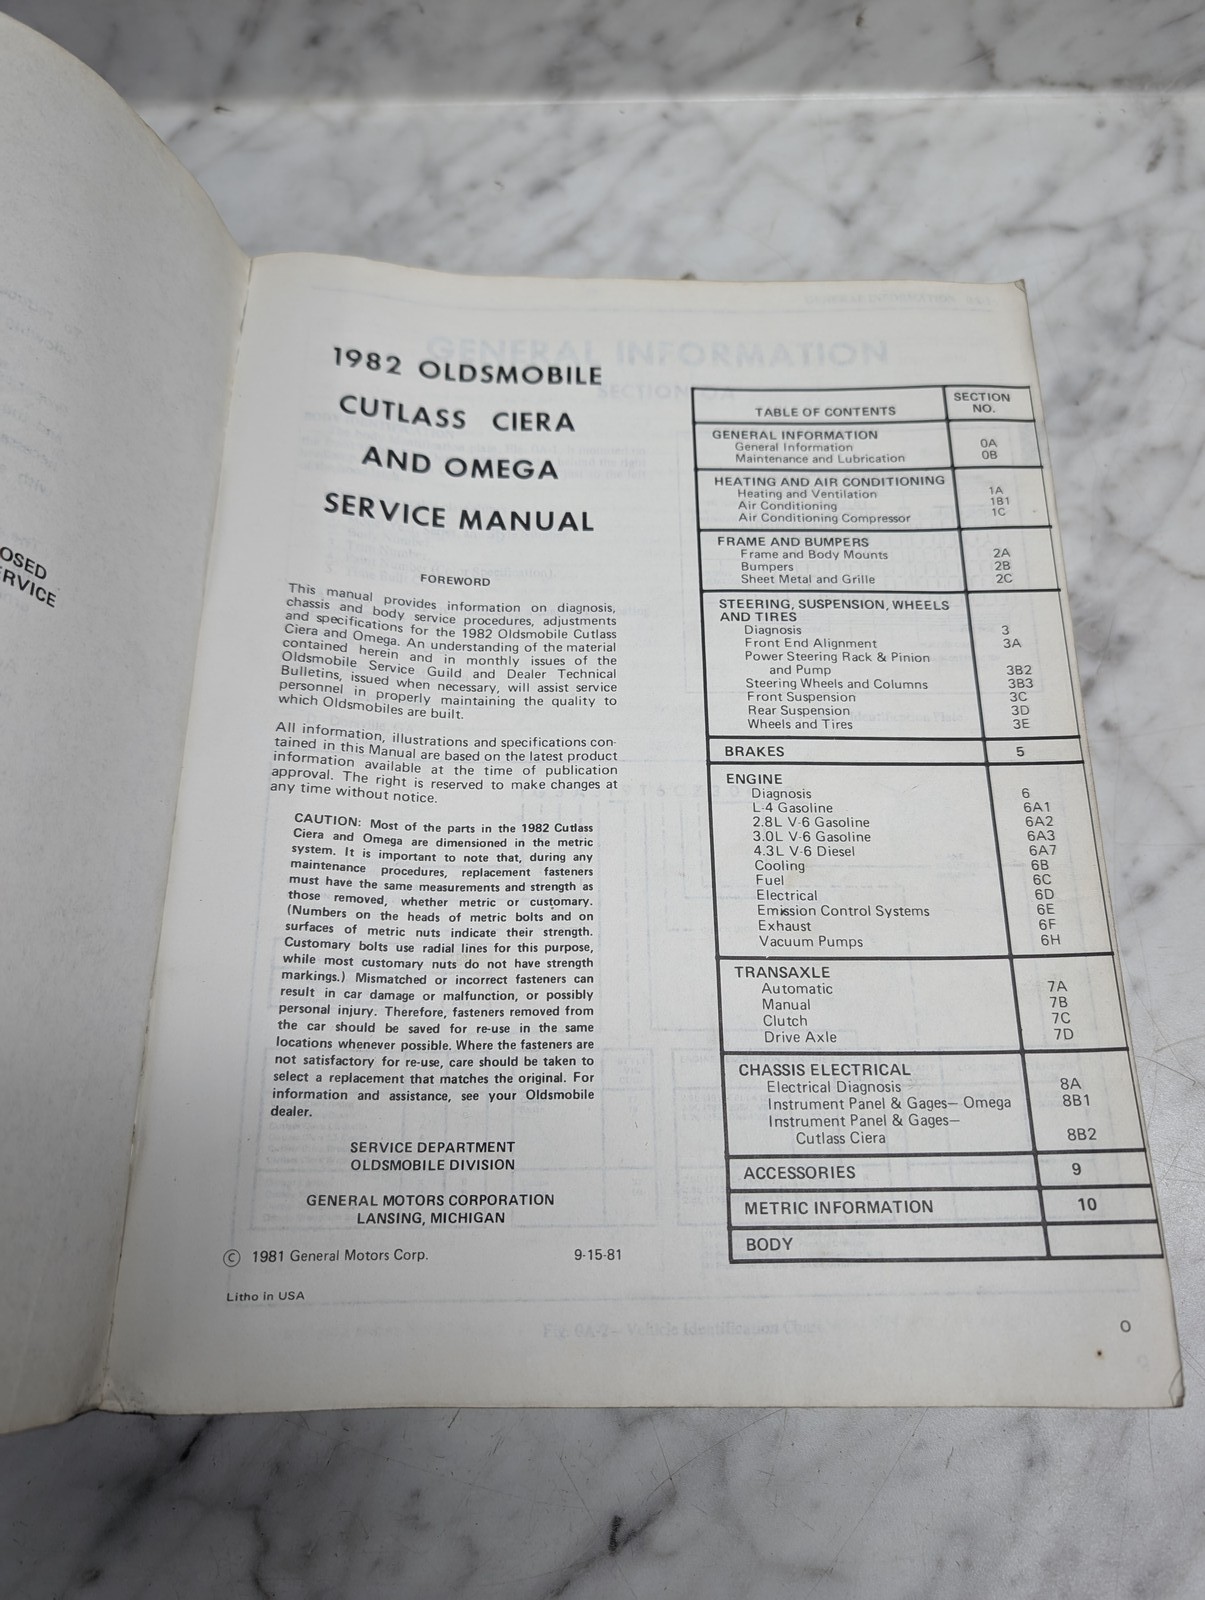 OSED
RVICE
1982 OLDSMOBILE
CUTLASS CIERA
AND OMEGA
SERVICE MANUAL
FOREWORD
This manual provides information on diagnosis,
chassis and body service procedures, adjustments
and specifications for the 1982 Oldsmobile Cutlass
Ciera and Omega. An understanding of the material
contained herein and in monthly issues of the
Oldsmobile Service Guild and Dealer Technical
Bulletins, issued when necessary, will assist service
personnel in properly maintaining the quality to
which Oldsmobiles are built.
All information, illustrations and specifications con-
tained in this Manual are based on the latest product
information available at the time of publication
approval. The right is reserved to make changes at
any time without notice.
CAUTION: Most of the parts in the 1982 Cutlass
Ciera and Omega are dimensioned in the metric
system. It is important to note that, during any
maintenance procedures, replacement fasteners
must have the same measurements and strength as
those removed, whether metric or customary.
(Numbers on the heads of metric bolts and on
surfaces of metric nuts indicate their strength.
Customary bolts use radial lines for this purpose,
while most customary nuts do not have strength
markings.) Mismatched or incorrect fasteners can
result in car damage or malfunction, or possibly
personal injury. Therefore, fasteners removed from
the car should be saved for re-use in the same
locations whenever possible. Where the fasteners are
not satisfactory for re-use, care should be taken to
select a replacement that matches the original. For
information and assistance, see your Oldsmobile
dealer.
SERVICE DEPARTMENT
OLDSMOBILE DIVISION
GENERAL MOTORS CORPORATION
LANSING, MICHIGAN
© 1981 General Motors Corp. 9-15-81
Litho in USA
TABLE OF CONTENTS SECTION NO.
GENERAL INFORMATION
General Information 0A
Maintenance and Lubrication 0B
HEATING AND AIR CONDITIONING
Heating and Ventilation 1A
Air Conditioning 1B1
Air Conditioning Compressor 1C
FRAME AND BUMPERS
Frame and Body Mounts 2A
Bumpers 2B
Sheet Metal and Grille 2C
STEERING, SUSPENSION, WHEELS
AND TIRES
Diagnosis 3
Front End Alignment 3A
Power Steering Rack & Pinion
and Pump 3B2
Steering Wheels and Columns 3B3
Front Suspension 3C
Rear Suspension 3D
Wheels and Tires 3E
BRAKES 5
ENGINE
Diagnosis 6
L-4 Gasoline 6A1
2.8L V-6 Gasoline 6A2
3.0L V-6 Gasoline 6A3
4.3L V-6 Diesel 6A7
Cooling 6B
Fuel 6C
Electrical 6D
Emission Control Systems 6E
Exhaust 6F
Vacuum Pumps 6H
TRANSAXLE
Automatic 7A
Manual 7B
Clutch 7C
Drive Axle 7D
CHASSIS ELECTRICAL
Electrical Diagnosis 8A
Instrument Panel & Gages— Omega 8B1
Instrument Panel & Gages—
Cutlass Ciera 8B2
ACCESSORIES 9
METRIC INFORMATION 10
BODY
O